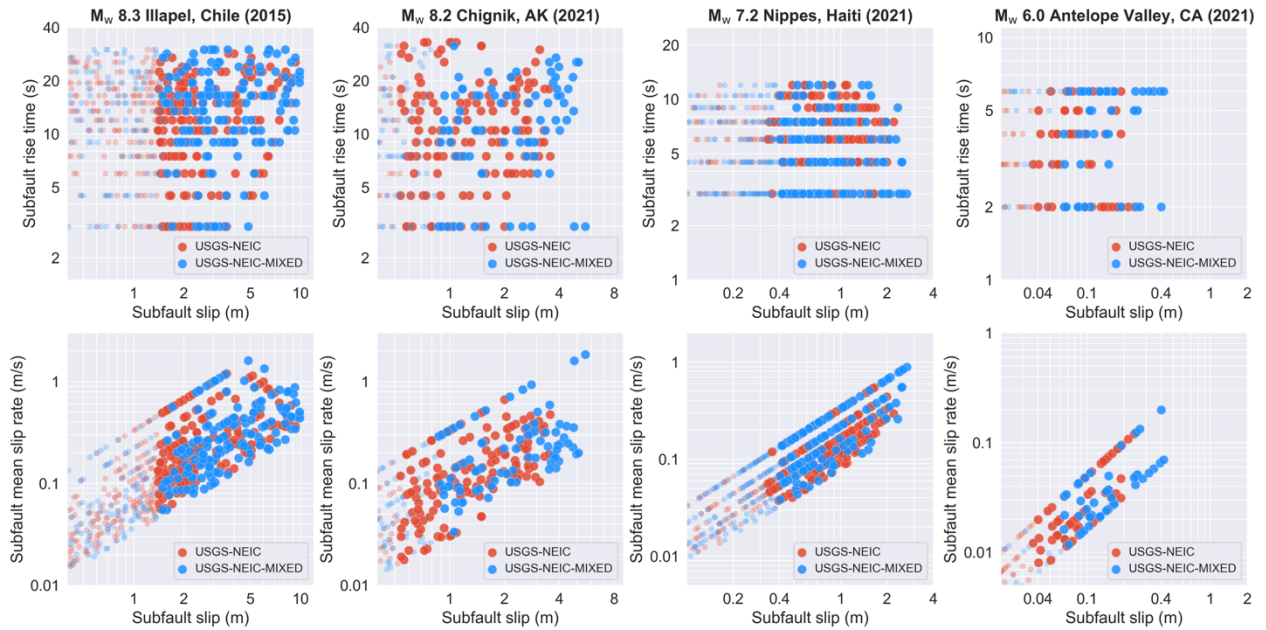 M_w 8.3 Illapel, Chile (2015)
40
20
10
5
2
Subfault rise time (s)
USGS-NEIC
USGS-NEIC-MIXED
1 2 5 10
Subfault slip (m)
M_w 8.2 Chignik, AK (2021)
40
20
10
5
2
Subfault rise time (s)
USGS-NEIC
USGS-NEIC-MIXED
1 2 4 8
Subfault slip (m)
M_w 7.2 Nippes, Haiti (2021)
20
10
5
2
1
Subfault rise time (s)
USGS-NEIC
USGS-NEIC-MIXED
0.2 0.4 1 2 4
Subfault slip (m)
M_w 6.0 Antelope Valley, CA (2021)
10
5
2
1
Subfault rise time (s)
USGS-NEIC
USGS-NEIC-MIXED
0.04 0.1 0.4 1 2
Subfault slip (m)
1
0.1
0.01
Subfault mean slip rate (m/s)
USGS-NEIC
USGS-NEIC-MIXED
1 2 5 10
Subfault slip (m)
1
0.1
0.01
Subfault mean slip rate (m/s)
USGS-NEIC
USGS-NEIC-MIXED
1 2 4 8
Subfault slip (m)
1
0.1
0.01
Subfault mean slip rate (m/s)
USGS-NEIC
USGS-NEIC-MIXED
0.2 0.4 1 2 4
Subfault slip (m)
1
0.1
0.01
Subfault mean slip rate (m/s)
USGS-NEIC
USGS-NEIC-MIXED
0.04 0.1 0.4 1 2
Subfault slip (m)